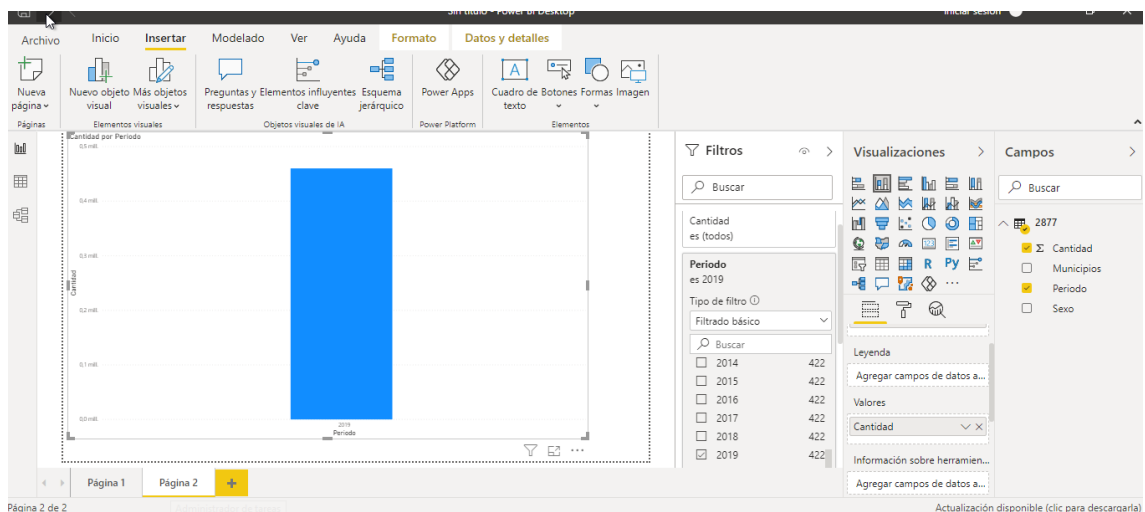 Sin título - Power BI Desktop
Iniciar sesión
Archivo Inicio Insertar Modelado Ver Ayuda Formato Datos y detalles
Nueva página
Nuevo objeto visual
Más objetos visuales
Preguntas y respuestas
Elementos influyentes clave
Esquema jerárquico
Power Apps
Cuadro de texto
Botones
Formas
Imagen
Páginas
Elementos visuales
Objetos visuales de IA
Power Platform
Elementos
Cantidad por Periodo
0,5 mill.
0,4 mill.
0,3 mill.
0,2 mill.
0,1 mill.
0,0 mill.
Cantidad
2019
Periodo
Filtros
Buscar
Cantidad
es (todos)
Periodo
es 2019
Tipo de filtro
Filtrado básico
Buscar
2014 422
2015 422
2016 422
2017 422
2018 422
2019 422
Visualizaciones
R Py
Leyenda
Agregar campos de datos a...
Valores
Cantidad
Información sobre herramien...
Agregar campos de datos a...
Campos
Buscar
2877
Σ Cantidad
Municipios
Periodo
Sexo
Página 1
Página 2
+
Página 2 de 2
Actualización disponible (clic para descargarla)